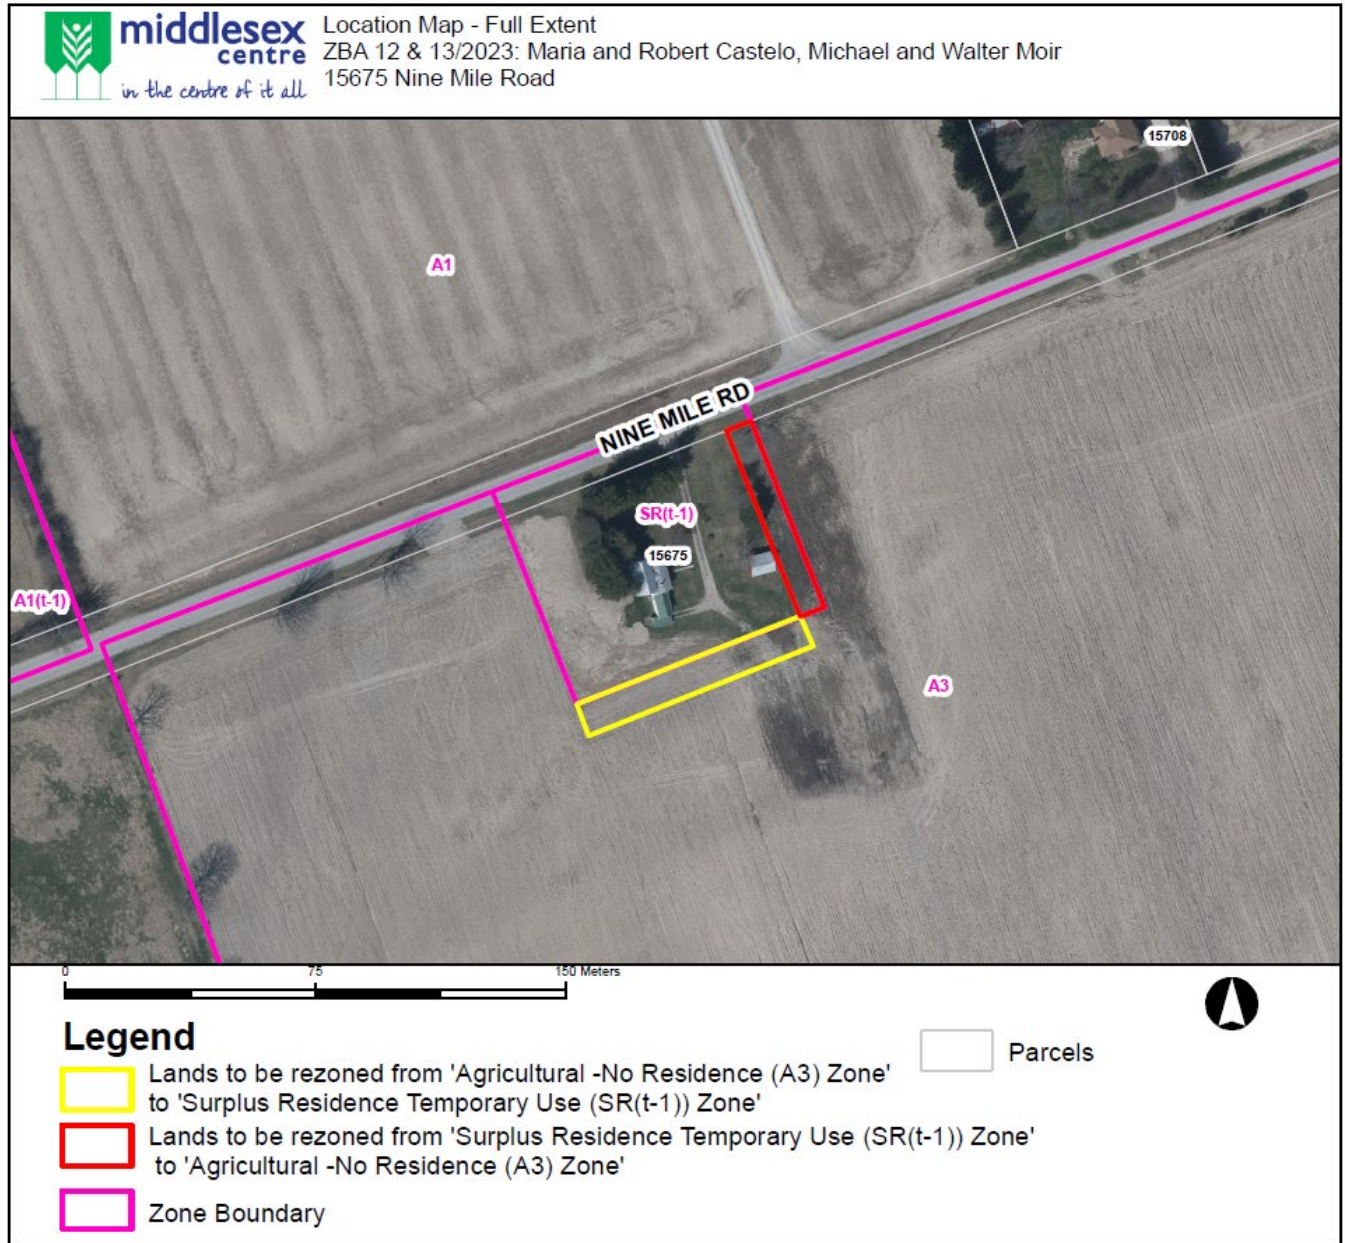 middlesex
centre
in the centre of it all
Location Map - Full Extent
ZBA 12 & 13/2023: Maria and Robert Castelo, Michael and Walter Moir
15675 Nine Mile Road
15708
A1
NINE MILE RD
SR(t-1)
15675
A1(t-1)
A3
0 75 150 Meters
Legend
Parcels
Lands to be rezoned from 'Agricultural -No Residence (A3) Zone'
to 'Surplus Residence Temporary Use (SR(t-1)) Zone'
Lands to be rezoned from 'Surplus Residence Temporary Use (SR(t-1)) Zone'
to 'Agricultural -No Residence (A3) Zone'
Zone Boundary